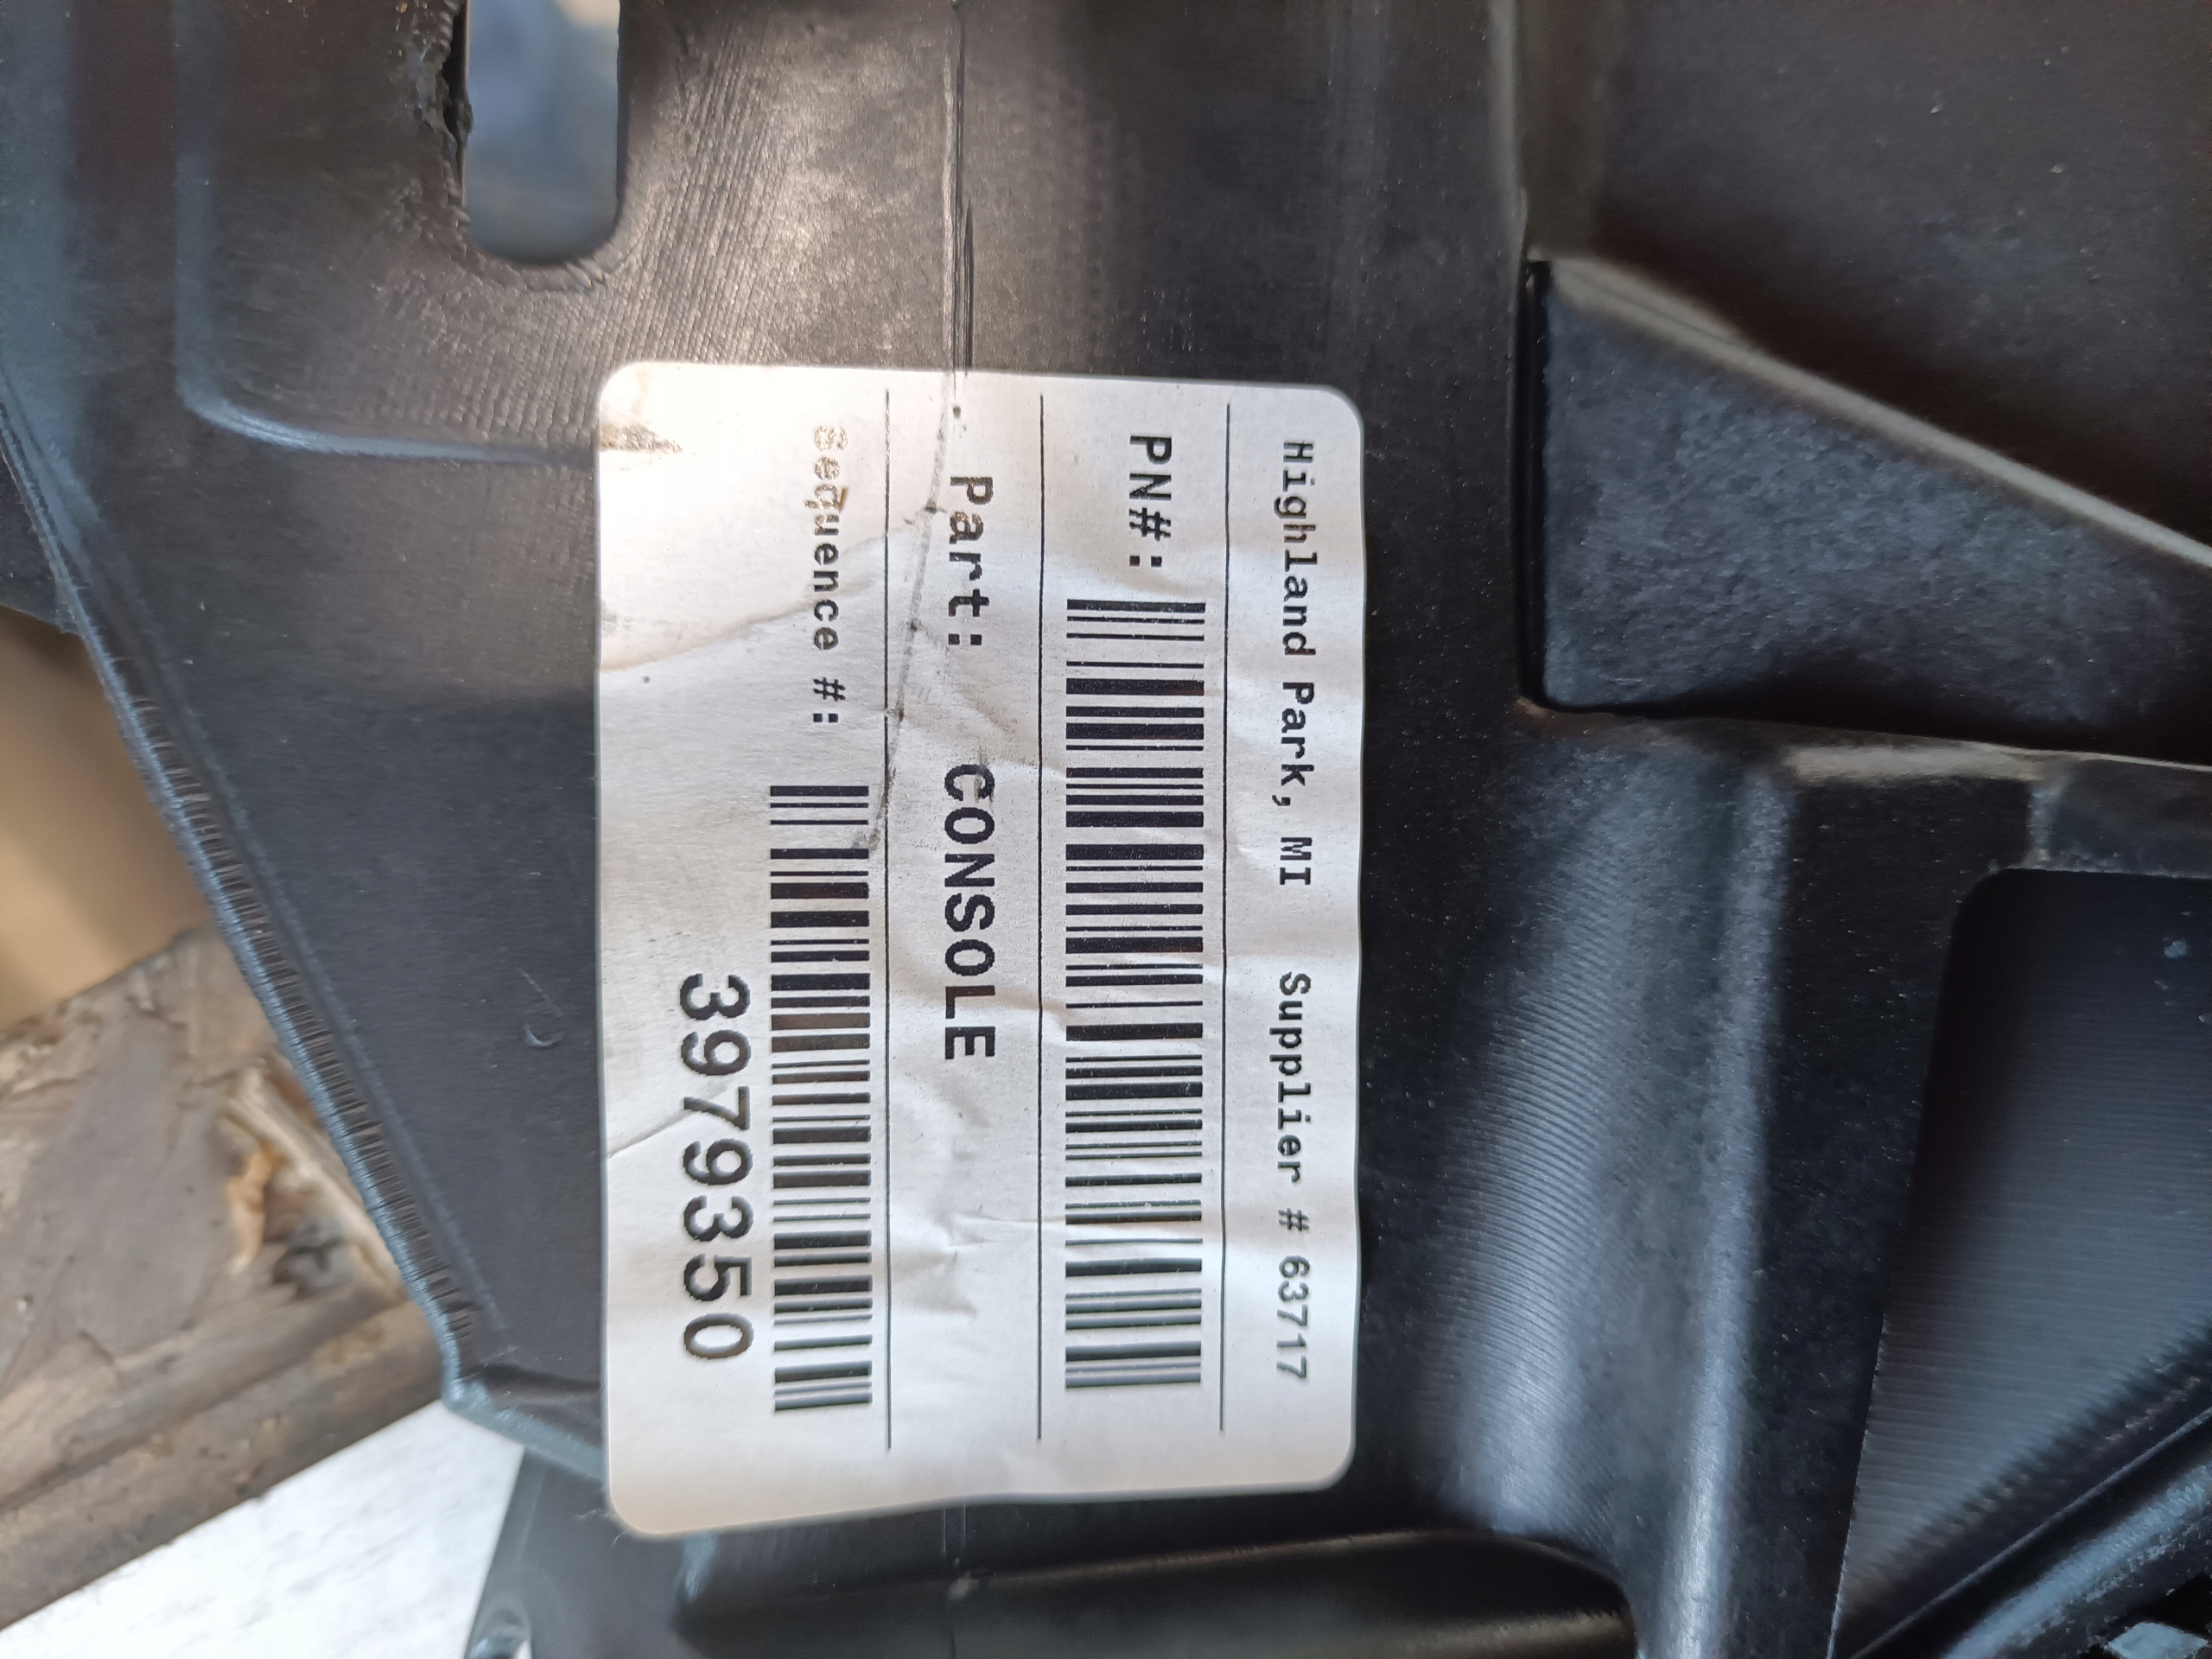 Highland Park, MI Supplier # 63717
PN#:
Part: CONSOLE
Sequence #:
3979350